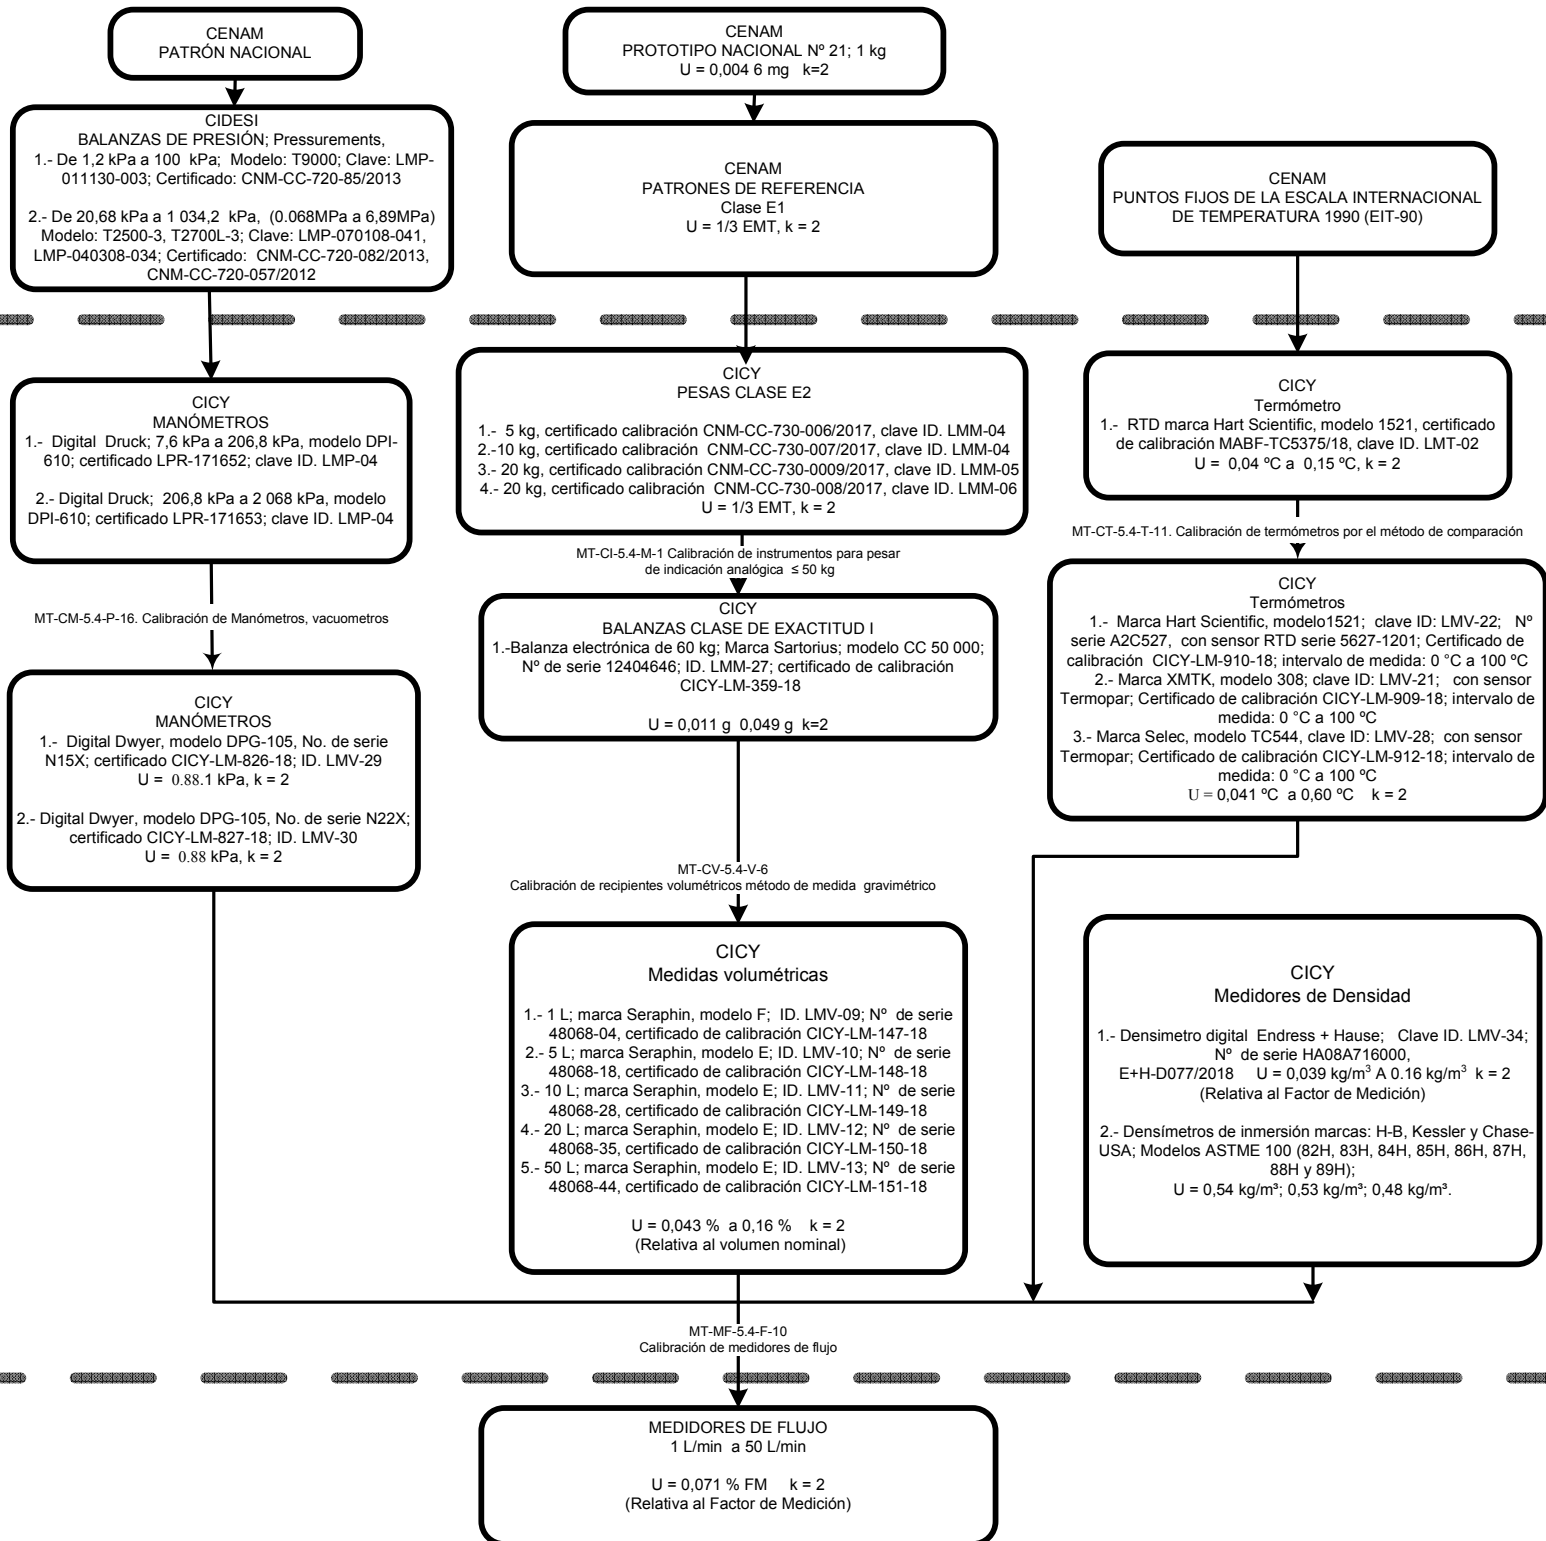 CENAM
PATRÓN NACIONAL
CIDESI
BALANZAS DE PRESIÓN; Pressurements,
1.- De 1,2 kPa a 100 kPa; Modelo: T9000; Clave: LMP-
011130-003; Certificado: CNM-CC-720-85/2013
2.- De 20,68 kPa a 1 034,2 kPa, (0.068MPa a 6,89MPa)
Modelo: T2500-3, T2700L-3; Clave: LMP-070108-041,
LMP-040308-034; Certificado: CNM-CC-720-082/2013,
CNM-CC-720-057/2012
CICY
MANÓMETROS
1.- Digital Druck; 7,6 kPa a 206,8 kPa, modelo DPI-
610; certificado LPR-171652; clave ID. LMP-04
2.- Digital Druck; 206,8 kPa a 2 068 kPa, modelo
DPI-610; certificado LPR-171653; clave ID. LMP-04
MT-CM-5.4-P-16. Calibración de Manómetros, vacuometros
CICY
MANÓMETROS
1.- Digital Dwyer, modelo DPG-105, No. de serie
N15X; certificado CICY-LM-826-18; ID. LMV-29
U = 0.88.1 kPa, k = 2
2.- Digital Dwyer, modelo DPG-105, No. de serie N22X;
certificado CICY-LM-827-18; ID. LMV-30
U = 0.88 kPa, k = 2
CENAM
PROTOTIPO NACIONAL Nº 21; 1 kg
U = 0,004 6 mg k=2
CENAM
PATRONES DE REFERENCIA
Clase E1
U = 1/3 EMT, k = 2
CICY
PESAS CLASE E2
1.- 5 kg, certificado calibración CNM-CC-730-006/2017, clave ID. LMM-04
2.-10 kg, certificado calibración CNM-CC-730-007/2017, clave ID. LMM-04
3.- 20 kg, certificado calibración CNM-CC-730-0009/2017, clave ID. LMM-05
4.- 20 kg, certificado calibración CNM-CC-730-008/2017, clave ID. LMM-06
U = 1/3 EMT, k = 2
MT-CI-5.4-M-1 Calibración de instrumentos para pesar
de indicación analógica ≤ 50 kg
CICY
BALANZAS CLASE DE EXACTITUD I
1.-Balanza electrónica de 60 kg; Marca Sartorius; modelo CC 50 000;
Nº de serie 12404646; ID. LMM-27; certificado de calibración
CICY-LM-359-18
U = 0,011 g 0,049 g k=2
MT-CV-5.4-V-6
Calibración de recipientes volumétricos método de medida gravimétrico
CICY
Medidas volumétricas
1.- 1 L; marca Seraphin, modelo F; ID. LMV-09; Nº de serie
48068-04, certificado de calibración CICY-LM-147-18
2.- 5 L; marca Seraphin, modelo E; ID. LMV-10; Nº de serie
48068-18, certificado de calibración CICY-LM-148-18
3.- 10 L; marca Seraphin, modelo E; ID. LMV-11; Nº de serie
48068-28, certificado de calibración CICY-LM-149-18
4.- 20 L; marca Seraphin, modelo E; ID. LMV-12; Nº de serie
48068-35, certificado de calibración CICY-LM-150-18
5.- 50 L; marca Seraphin, modelo E; ID. LMV-13; Nº de serie
48068-44, certificado de calibración CICY-LM-151-18
U = 0,043 % a 0,16 % k = 2
(Relativa al volumen nominal)
CENAM
PUNTOS FIJOS DE LA ESCALA INTERNACIONAL
DE TEMPERATURA 1990 (EIT-90)
CICY
Termómetro
1.- RTD marca Hart Scientific, modelo 1521, certificado
de calibración MABF-TC5375/18, clave ID. LMT-02
U = 0,04 ºC a 0,15 ºC, k = 2
MT-CT-5.4-T-11. Calibración de termómetros por el método de comparación
CICY
Termómetros
1.- Marca Hart Scientific, modelo1521; clave ID: LMV-22; Nº
serie A2C527, con sensor RTD serie 5627-1201; Certificado de
calibración CICY-LM-910-18; intervalo de medida: 0 °C a 100 ºC
2.- Marca XMTK, modelo 308; clave ID: LMV-21; con sensor
Termopar; Certificado de calibración CICY-LM-909-18; intervalo de
medida: 0 °C a 100 ºC
3.- Marca Selec, modelo TC544, clave ID: LMV-28; con sensor
Termopar; Certificado de calibración CICY-LM-912-18; intervalo de
medida: 0 °C a 100 ºC
U = 0,041 ºC a 0,60 ºC k = 2
CICY
Medidores de Densidad
1.- Densimetro digital Endress + Hause; Clave ID. LMV-34;
Nº de serie HA08A716000,
E+H-D077/2018 U = 0,039 kg/m³ A 0.16 kg/m³ k = 2
(Relativa al Factor de Medición)
2.- Densímetros de inmersión marcas: H-B, Kessler y Chase-
USA; Modelos ASTME 100 (82H, 83H, 84H, 85H, 86H, 87H,
88H y 89H);
U = 0,54 kg/m³; 0,53 kg/m³; 0,48 kg/m³.
MT-MF-5.4-F-10
Calibración de medidores de flujo
MEDIDORES DE FLUJO
1 L/min a 50 L/min
U = 0,071 % FM k = 2
(Relativa al Factor de Medición)